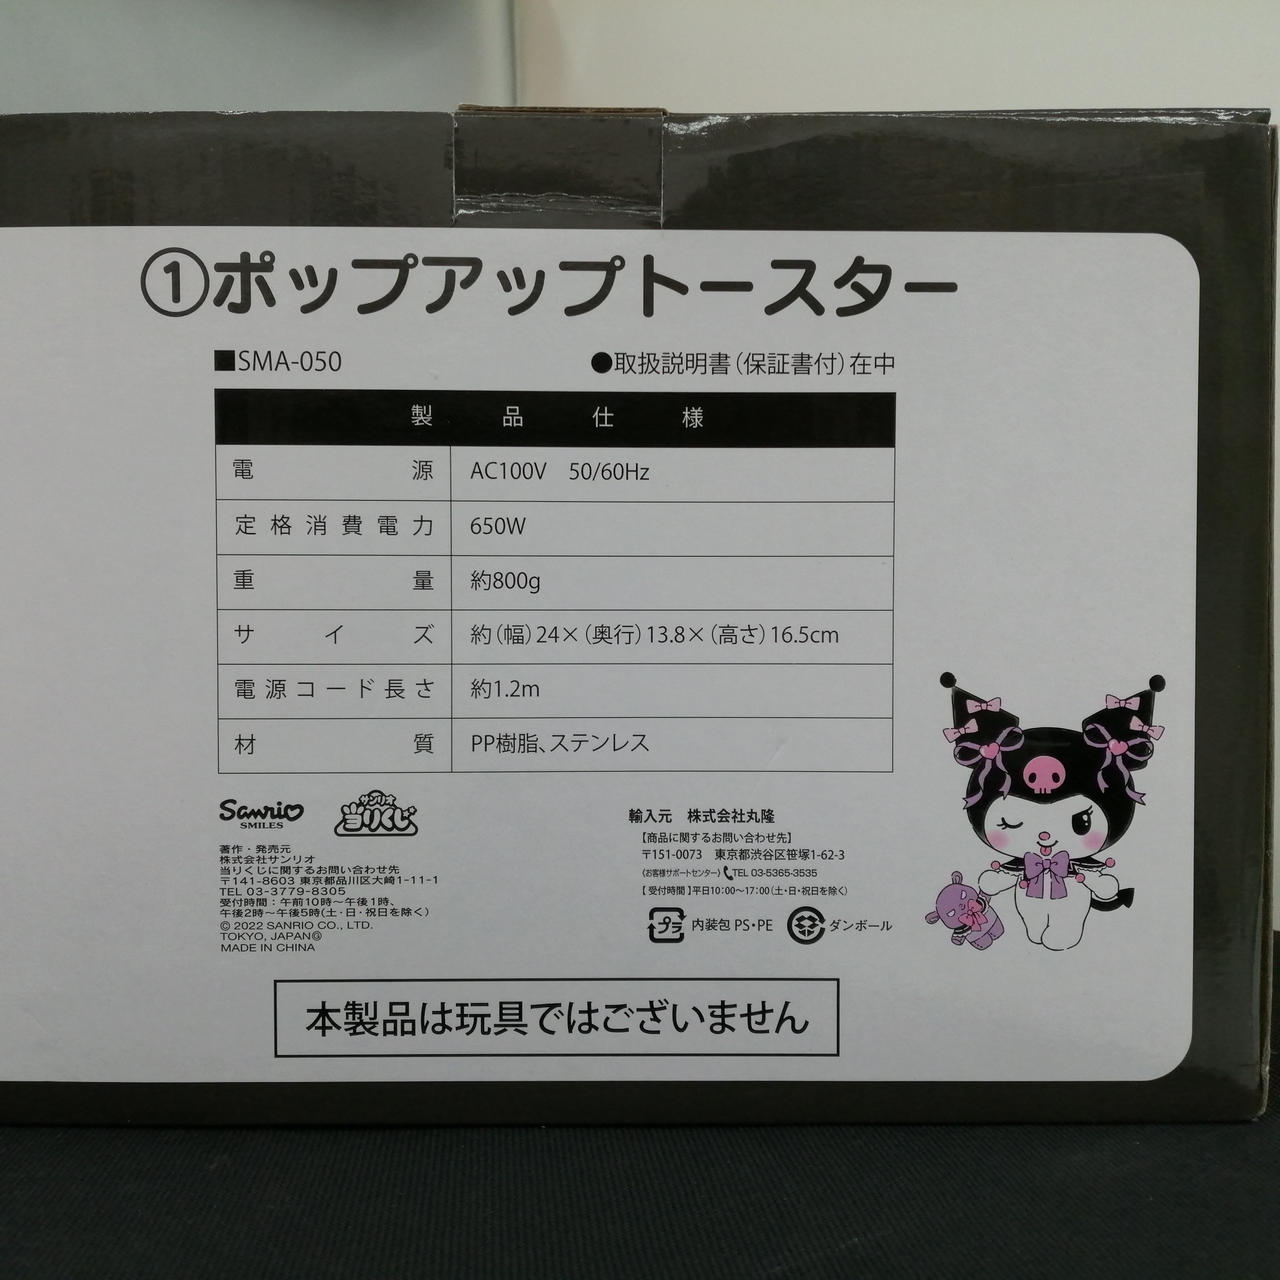 ①ポップアップトースター
■SMA-050 ●取扱説明書(保証書付)在中
製品仕様
電源 AC100V 50/60Hz
定格消費電力 650W
重量 約800g
サイズ 約(幅)24×(奥行)13.8×(高さ)16.5cm
電源コード長さ 約1.2m
材質 PP樹脂、ステンレス
Sanrio
SMILES
サンリオ
当りくじ
著作・発売元
株式会社サンリオ
当りくじに関するお問い合わせ先
〒141-8603 東京都品川区大崎1-11-1
TEL 03-3779-8305
受付時間:午前10時〜午後1時、
午後2時〜午後5時(土・日・祝日を除く)
© 2022 SANRIO CO., LTD.
TOKYO, JAPAN Ⓖ
MADE IN CHINA
輸入元 株式会社丸隆
【商品に関するお問い合わせ先】
〒151-0073 東京都渋谷区笹塚1-62-3
(お客様サポートセンター) TEL 03-5365-3535
【受付時間】平日10:00〜17:00(土・日・祝日を除く)
プラ 内装包 PS・PE ダンボール
本製品は玩具ではございません